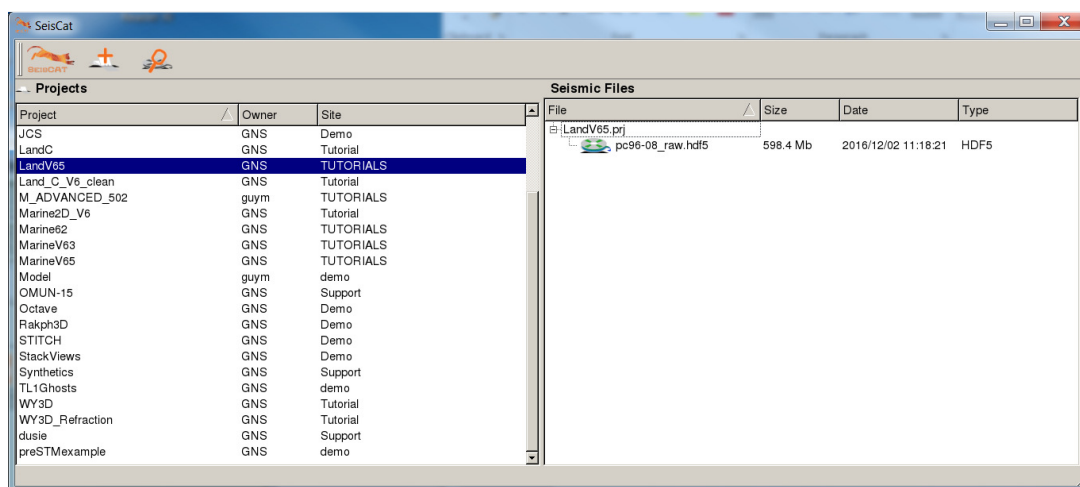 SeisCat
SEISCAT
Projects
Seismic Files
Project Owner Site
File Size Date Type
JCS GNS Demo
LandC GNS Tutorial
LandV65 GNS TUTORIALS
Land_C_V6_clean GNS Tutorial
M_ADVANCED_502 guym TUTORIALS
Marine2D_V6 GNS Tutorial
Marine62 GNS TUTORIALS
MarineV63 GNS TUTORIALS
MarineV65 GNS TUTORIALS
Model guym demo
OMUN-15 GNS Support
Octave GNS Demo
Rakph3D GNS Demo
STITCH GNS Demo
StackViews GNS Demo
Synthetics GNS Support
TL1Ghosts GNS demo
WY3D GNS Tutorial
WY3D_Refraction GNS Tutorial
dusie GNS Support
preSTMexample GNS demo
LandV65.prj
pc96-08_raw.hdf5 598.4 Mb 2016/12/02 11:18:21 HDF5